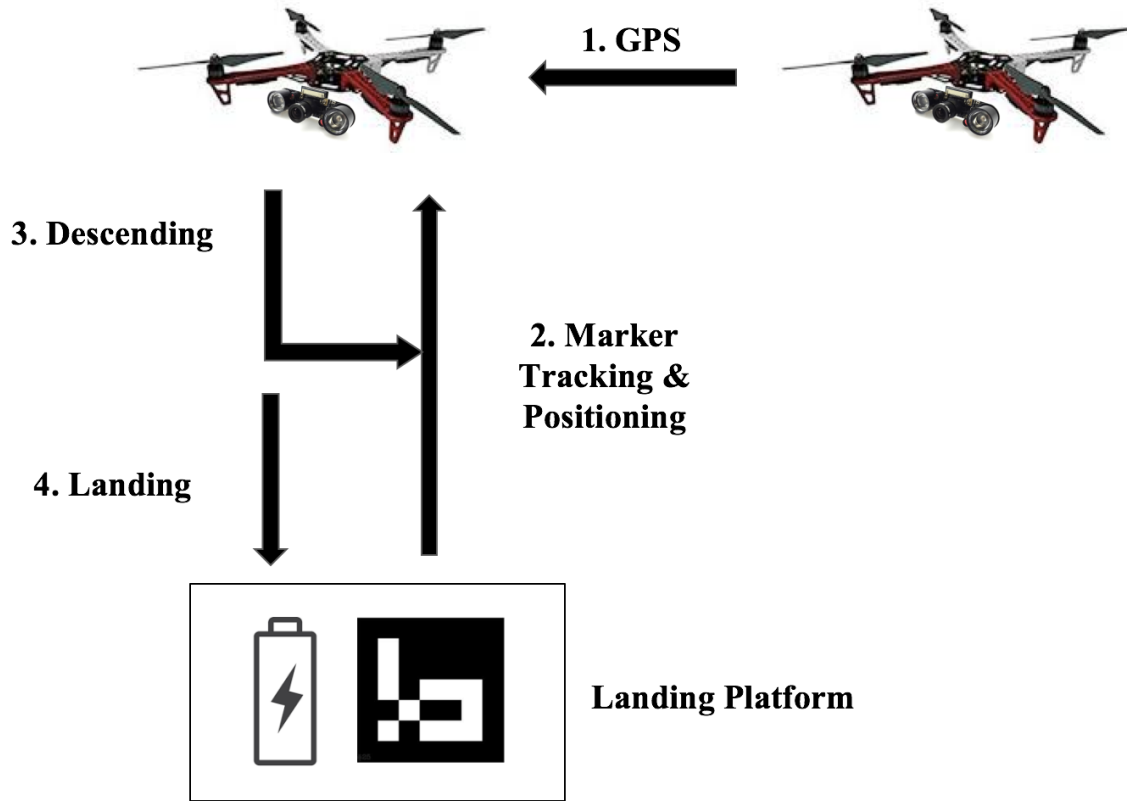 1. GPS
3. Descending
2. Marker
Tracking &
Positioning
4. Landing
Landing Platform